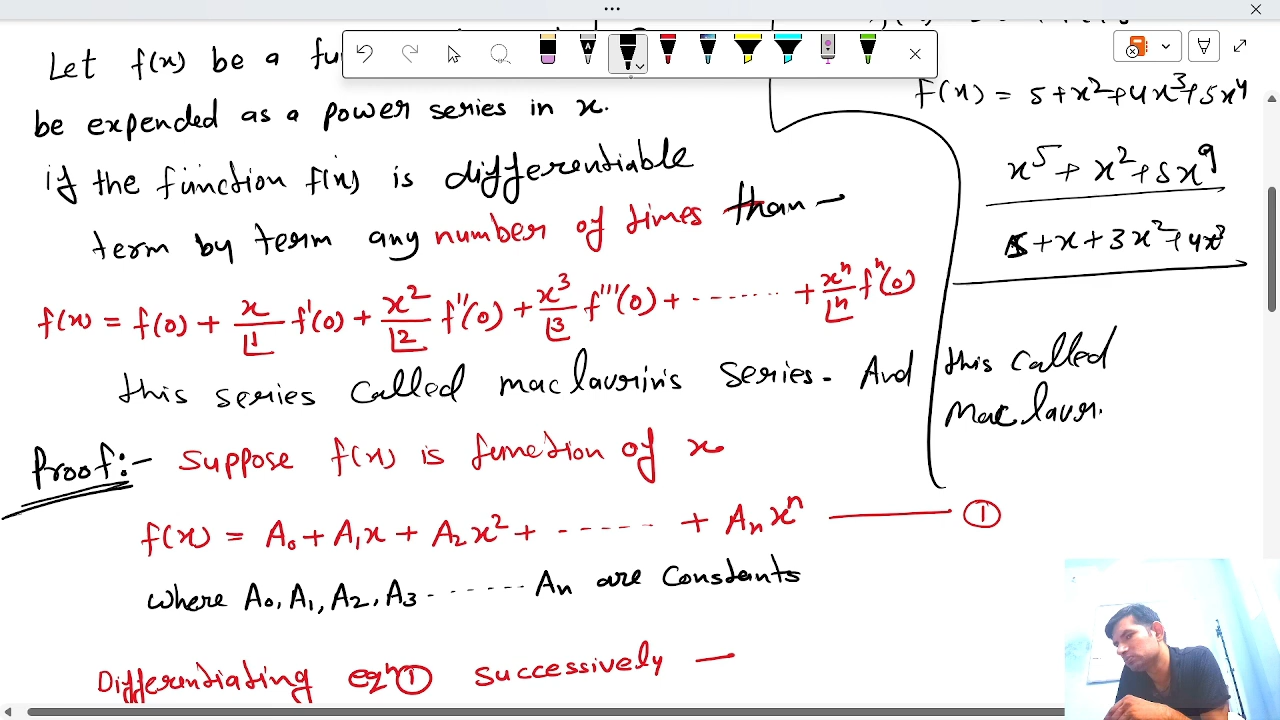 Let f(x) be a fu
be expended as a power series in x.
if the function f(x) is differentiable
term by term any number of times than -
f(x) = f(0) + x/⌊1 f'(0) + x²/⌊2 f''(0) + x³/⌊3 f'''(0) + ....... + xⁿ/⌊n fⁿ(0)
this series called maclaurin's series. And
Proof:- Suppose f(x) is function of x
f(x) = A₀ + A₁x + A₂x² + ....... + Aₙxⁿ —— ①
where A₀, A₁, A₂, A₃ ....... Aₙ are constants
Differentiating eqⁿ① successively —
f(x) = 5+x²+4x³+5x⁴
x⁵ + x² + 5x⁹
5 + x + 3x² + 4x³
this called
Maclaur.